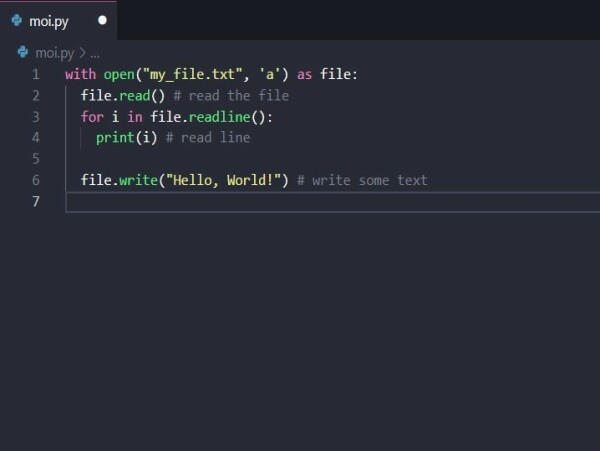 moi.py
moi.py > ...
1 with open("my_file.txt", 'a') as file:
2   file.read() # read the file
3   for i in file.readline():
4     print(i) # read line
5
6   file.write("Hello, World!") # write some text
7